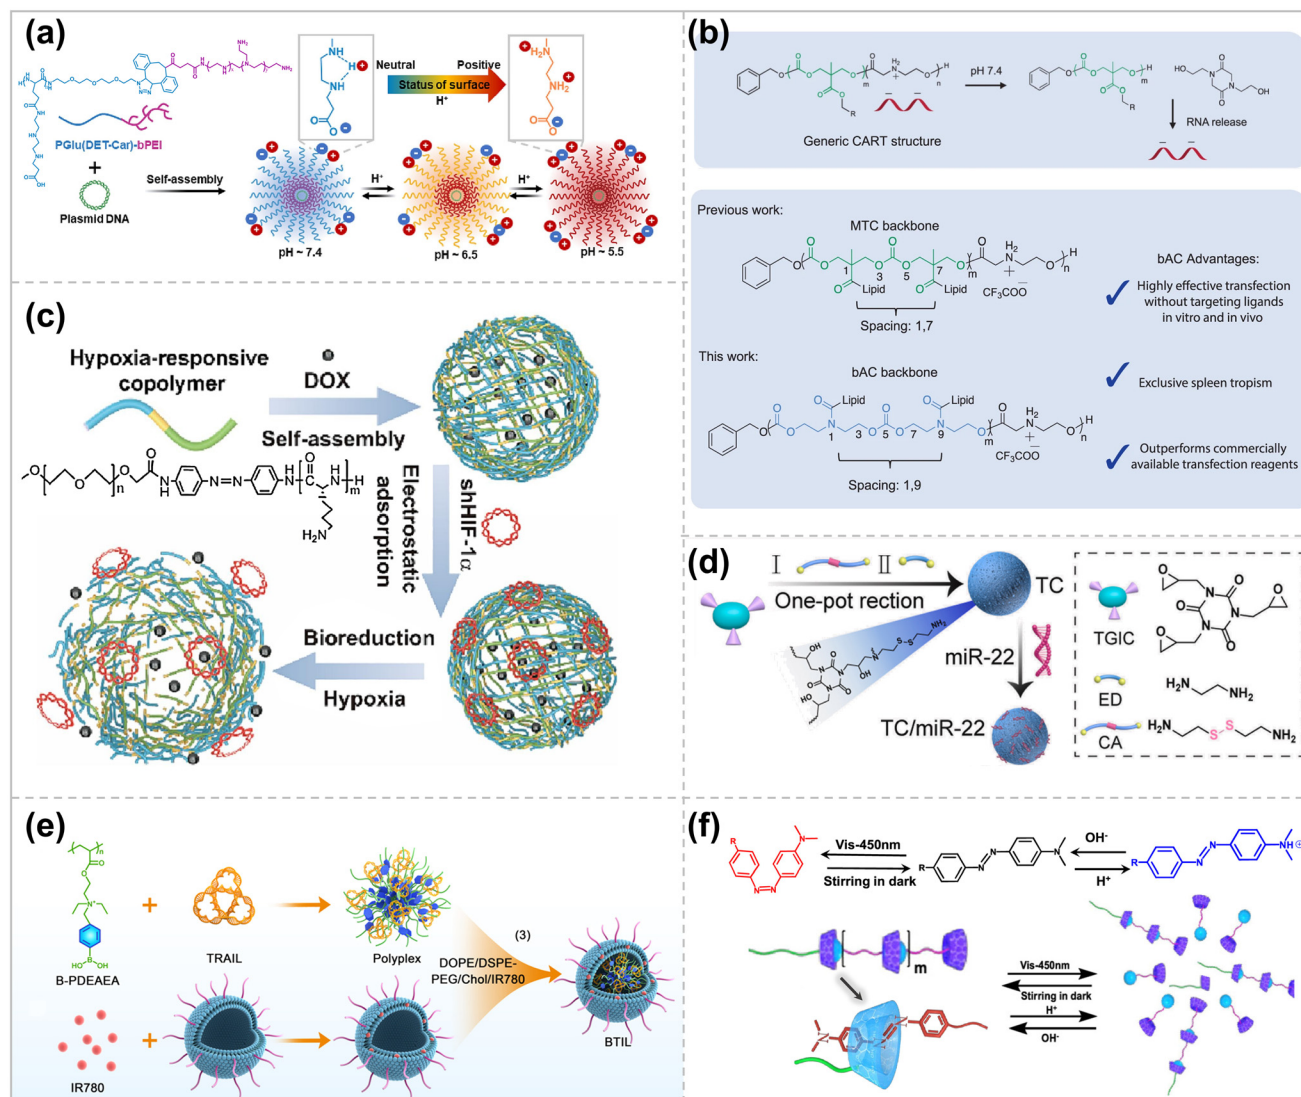 (a)
PGlu(DET-Car)-bPEI
+
Plasmid DNA
Self-assembly
Neutral
Positive
Status of surface
H⁺
H⁺
H⁺
pH ~ 7.4
pH ~ 6.5
pH ~ 5.5
(b)
pH 7.4
Generic CART structure
RNA release
Previous work:
MTC backbone
Lipid
Lipid
CF₃COO
Spacing: 1,7
This work:
bAC backbone
Lipid
Lipid
CF₃COO
Spacing: 1,9
bAC Advantages:
Highly effective transfection
without targeting ligands
in vitro and in vivo
Exclusive spleen tropism
Outperforms commercially
available transfection reagents
(c)
Hypoxia-responsive
copolymer
DOX
Self-assembly
Electrostatic
adsorption
shHIF-1α
Bioreduction
Hypoxia
(d)
I
II
One-pot rection
TC
miR-22
TC/miR-22
TGIC
ED
H₂N
NH₂
CA
H₂N
S
S
NH₂
(e)
B-PDEAEA
+
TRAIL
Polyplex
(3)
DOPE/DSPE-
PEG/Chol/IR780
BTIL
IR780
+
(f)
Vis-450nm
Stirring in dark
OH⁻
H⁺
m
Vis-450nm
Stirring in dark
H⁺
OH⁻